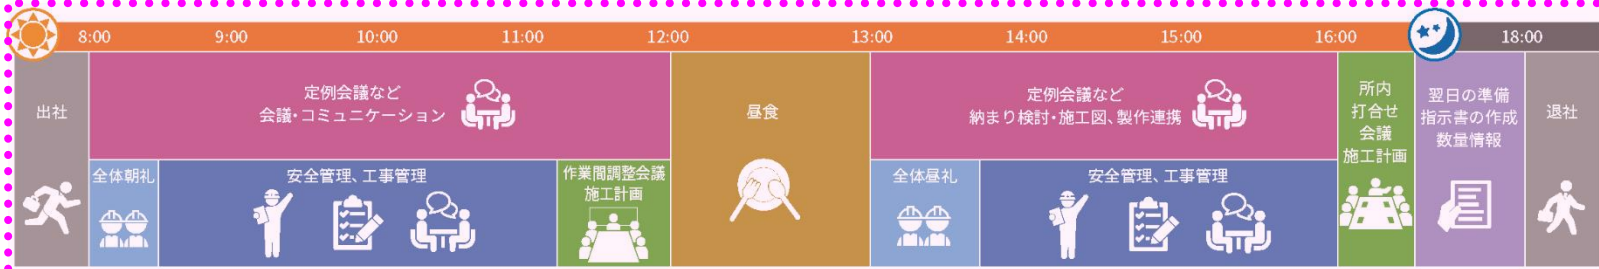 8:00
9:00
10:00
11:00
12:00
13:00
14:00
15:00
16:00
18:00
出社
定例会議など
会議・コミュニケーション
全体朝礼
安全管理、工事管理
作業間調整会議
施工計画
昼食
定例会議など
納まり検討・施工図、製作連携
全体昼礼
安全管理、工事管理
所内
打合せ
会議
施工計画
翌日の準備
指示書の作成
数量情報
退社